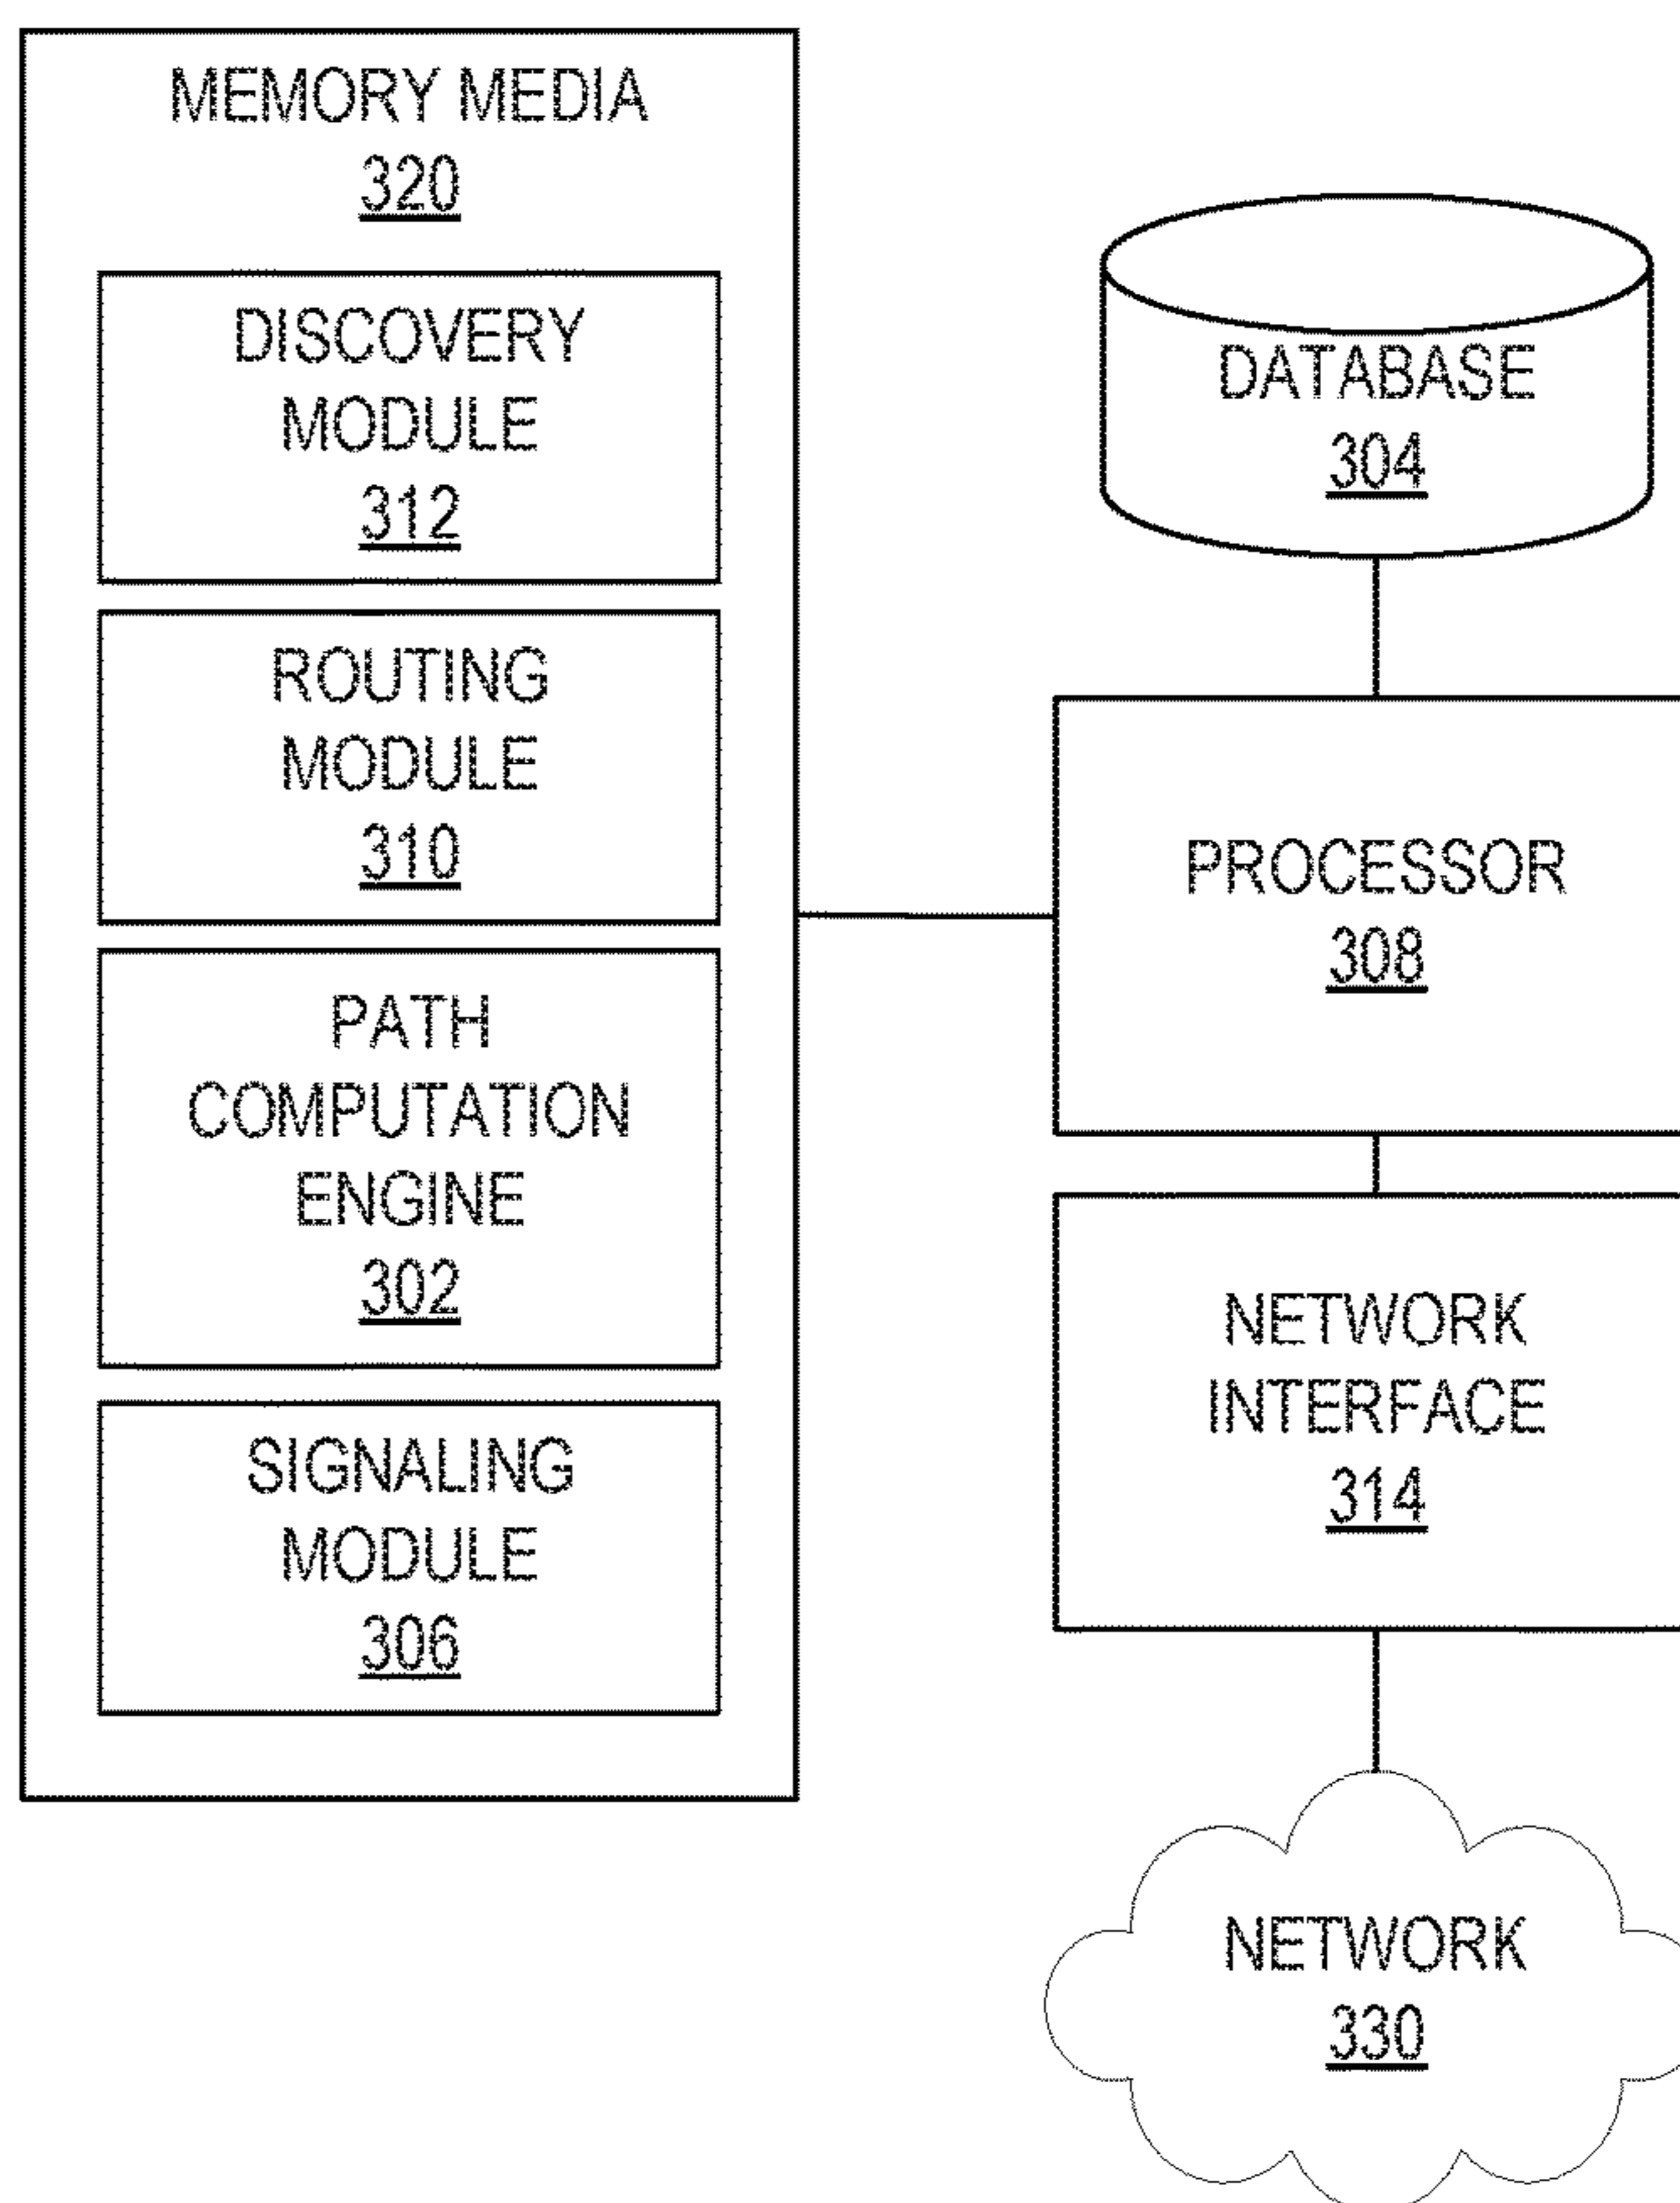 MEMORY MEDIA
320
DISCOVERY
MODULE
312
ROUTING
MODULE
310
PATH
COMPUTATION
ENGINE
302
SIGNALING
MODULE
306
DATABASE
304
PROCESSOR
308
NETWORK
INTERFACE
314
NETWORK
330